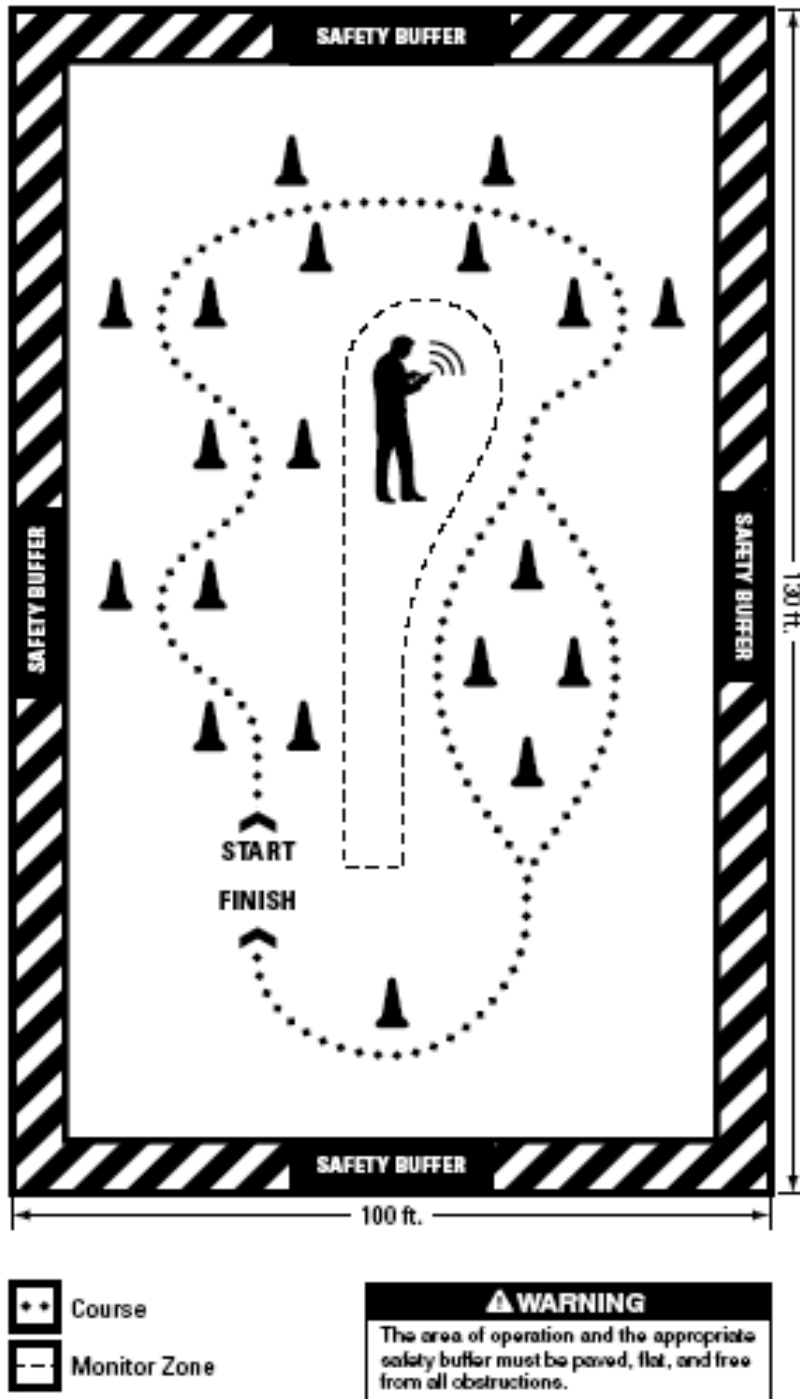 SAFETY BUFFER
SAFETY BUFFER
SAFETY BUFFER
130 ft.
START
FINISH
SAFETY BUFFER
100 ft.
Course
Monitor Zone
WARNING
The area of operation and the appropriate
safety buffer must be paved, flat, and free
from all obstructions.